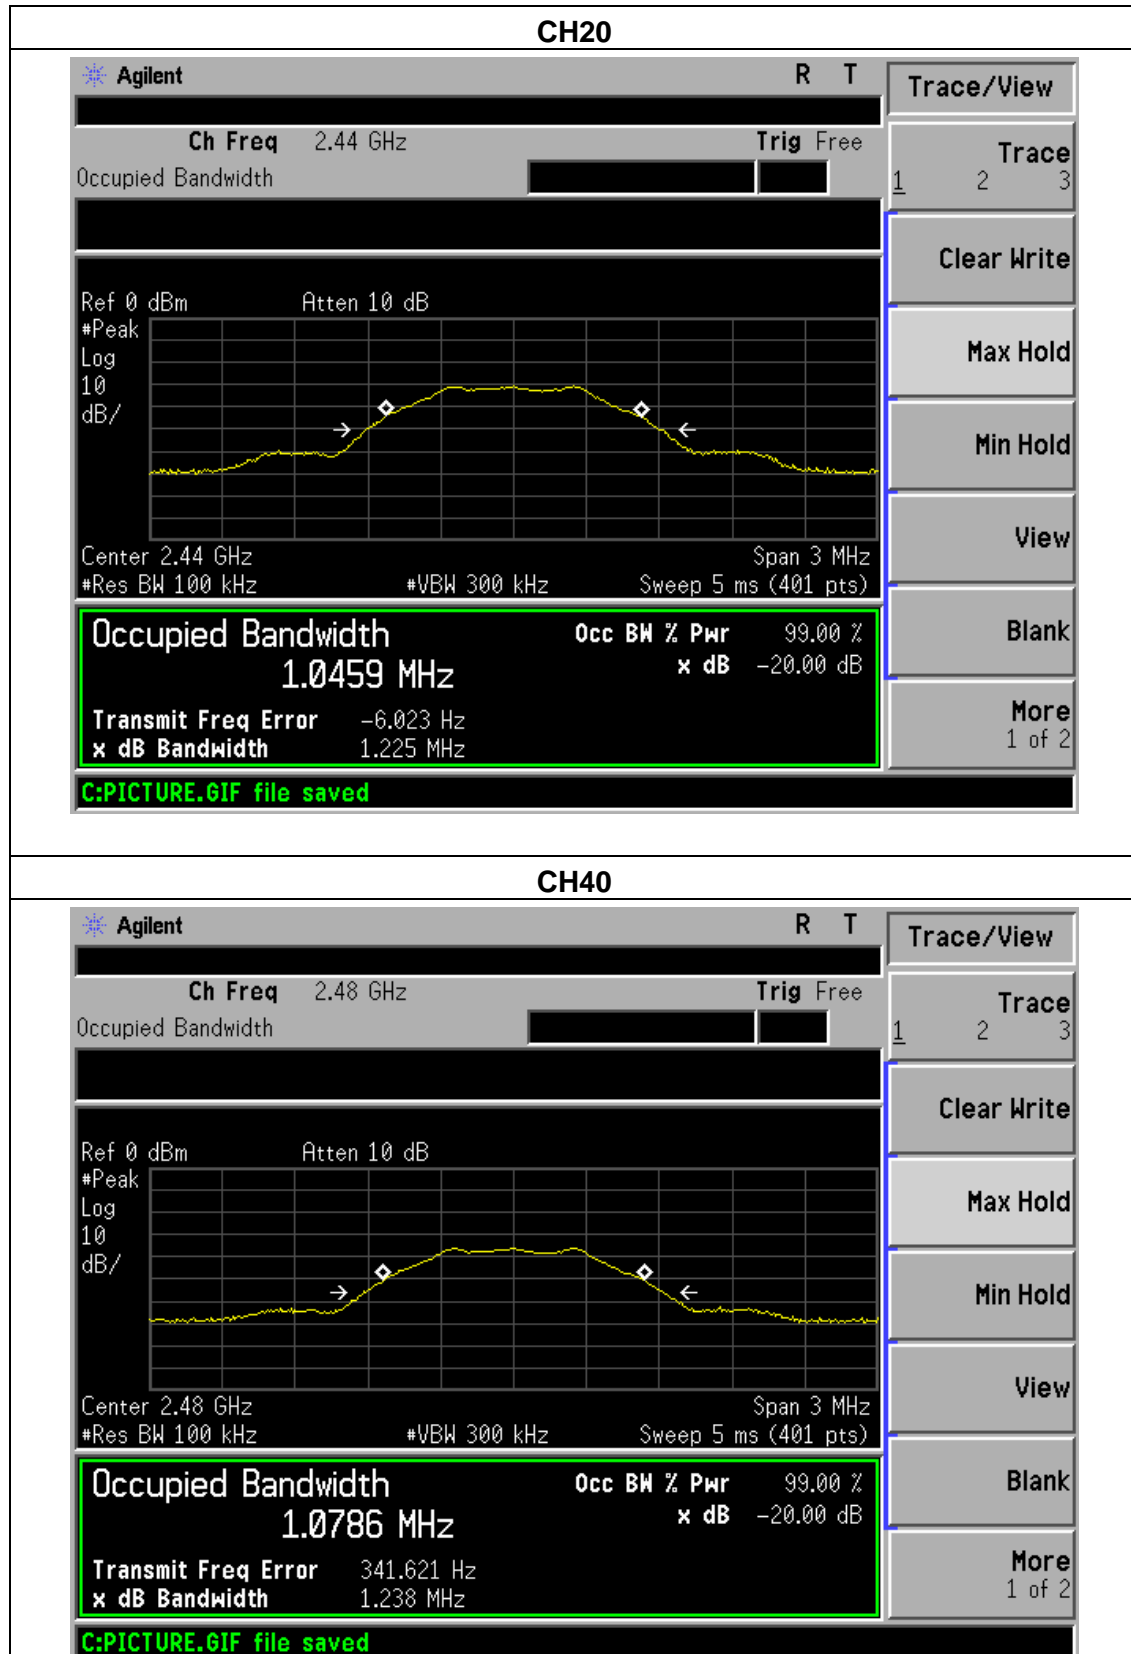 CH20
Agilent R T Trace/View
Ch Freq 2.44 GHz Trig Free
Occupied Bandwidth
Trace
1 2 3
Clear Write
Max Hold
Min Hold
View
Blank
More
1 of 2
Ref 0 dBm Atten 10 dB
#Peak
Log
10
dB/
Center 2.44 GHz Span 3 MHz
#Res BW 100 kHz #VBW 300 kHz Sweep 5 ms (401 pts)
Occupied Bandwidth Occ BW % Pwr 99.00 %
1.0459 MHz x dB -20.00 dB
Transmit Freq Error -6.023 Hz
x dB Bandwidth 1.225 MHz
C:PICTURE.GIF file saved
CH40
Agilent R T Trace/View
Ch Freq 2.48 GHz Trig Free
Occupied Bandwidth
Trace
1 2 3
Clear Write
Max Hold
Min Hold
View
Blank
More
1 of 2
Ref 0 dBm Atten 10 dB
#Peak
Log
10
dB/
Center 2.48 GHz Span 3 MHz
#Res BW 100 kHz #VBW 300 kHz Sweep 5 ms (401 pts)
Occupied Bandwidth Occ BW % Pwr 99.00 %
1.0786 MHz x dB -20.00 dB
Transmit Freq Error 341.621 Hz
x dB Bandwidth 1.238 MHz
C:PICTURE.GIF file saved